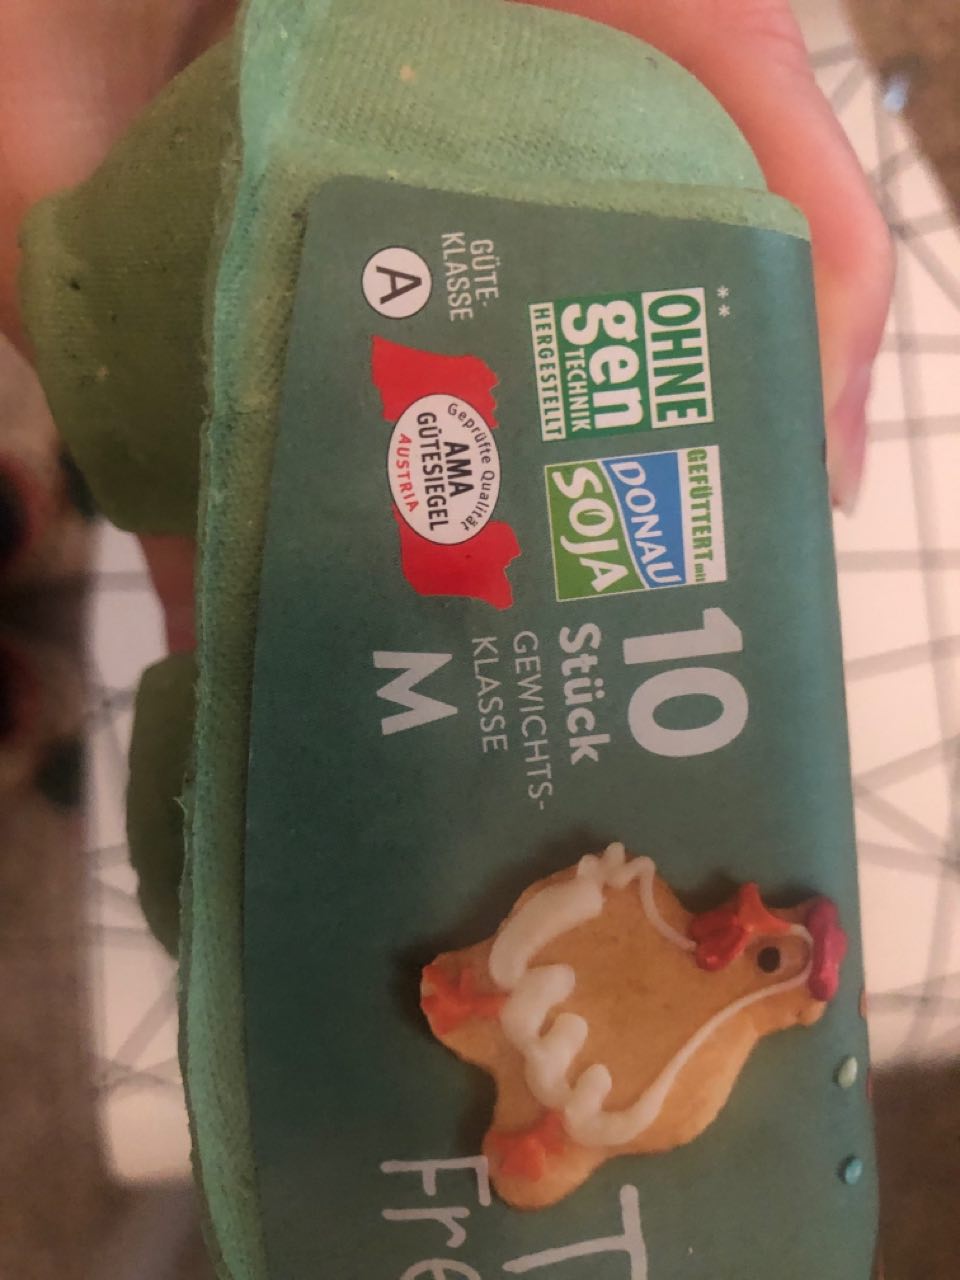 **
OHNE
gen
TECHNIK
HERGESTELLT
GEFÜTTERT mit
DONAU
SOJA
GÜTE-
KLASSE
A
Geprüfte Qualität
AMA
GÜTESIEGEL
AUSTRIA
10
Stück
GEWICHTS-
KLASSE
M